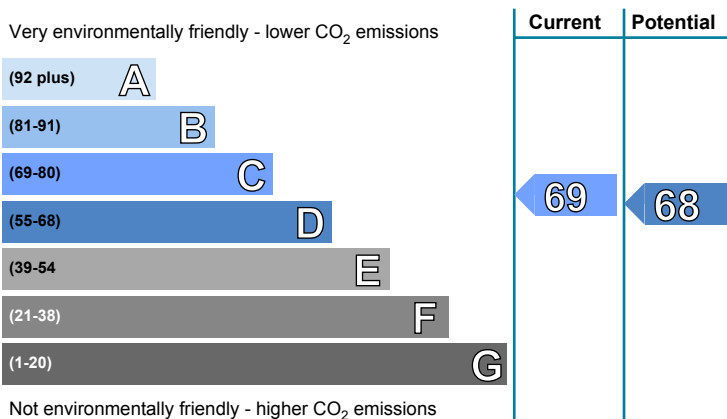 Very environmentally friendly - lower CO2 emissions
Current Potential
(92 plus) A
(81-91) B
(69-80) C
(55-68) D
(39-54 E
(21-38) F
(1-20) G
69 68
Not environmentally friendly - higher CO2 emissions